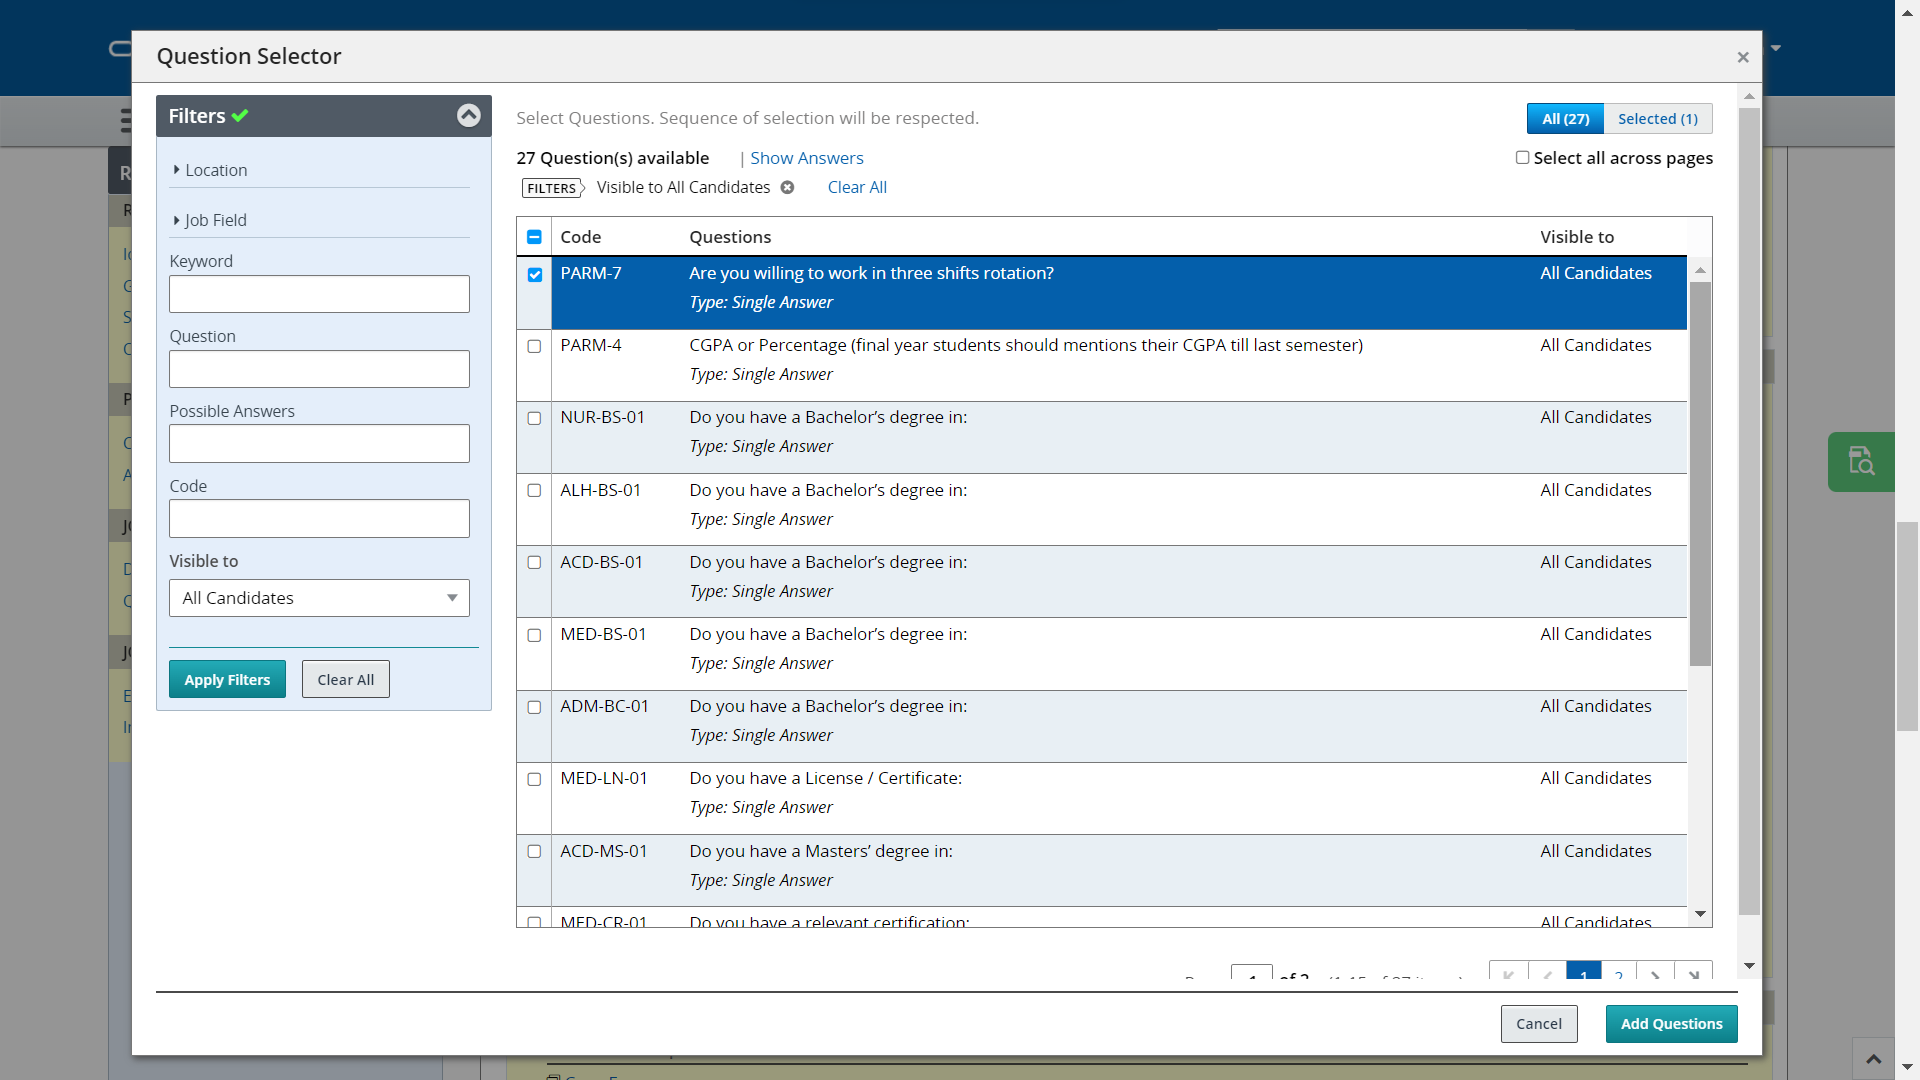 Question Selector
×
Filters
Location
Job Field
Keyword
Question
Possible Answers
Code
Visible to
All Candidates
Apply Filters
Clear All
Select Questions. Sequence of selection will be respected.
All (27)
Selected (1)
27 Question(s) available | Show Answers
Select all across pages
FILTERS Visible to All Candidates Clear All
Code Questions Visible to
PARM-7 Are you willing to work in three shifts rotation? All Candidates
Type: Single Answer
PARM-4 CGPA or Percentage (final year students should mentions their CGPA till last semester) All Candidates
Type: Single Answer
NUR-BS-01 Do you have a Bachelor’s degree in: All Candidates
Type: Single Answer
ALH-BS-01 Do you have a Bachelor’s degree in: All Candidates
Type: Single Answer
ACD-BS-01 Do you have a Bachelor’s degree in: All Candidates
Type: Single Answer
MED-BS-01 Do you have a Bachelor’s degree in: All Candidates
Type: Single Answer
ADM-BC-01 Do you have a Bachelor’s degree in: All Candidates
Type: Single Answer
MED-LN-01 Do you have a License / Certificate: All Candidates
Type: Single Answer
ACD-MS-01 Do you have a Masters’ degree in: All Candidates
Type: Single Answer
MED-CR-01 Do you have a relevant certification: All Candidates
1 of 2
1 2
Cancel
Add Questions